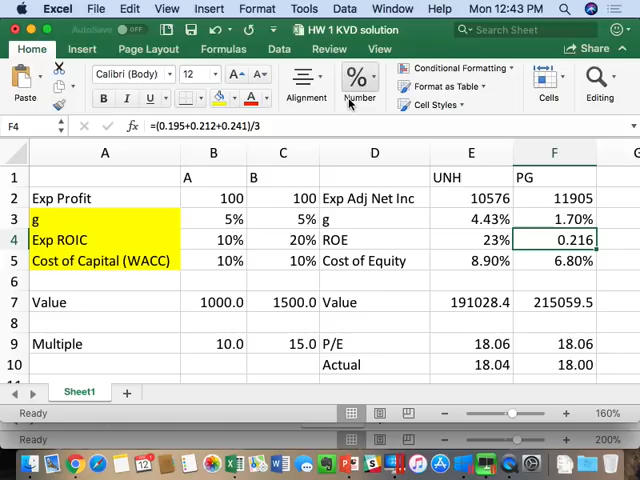 Excel File Edit View Insert Format Tools Data Window Help Mon 12:43 PM
AutoSave OFF HW 1 KVD solution Search Sheet
Home Insert Page Layout Formulas Data Review View Share
Paste Calibri (Body) 12 A A B I U A Alignment % Number Conditional Formatting Format as Table Cell Styles Cells Editing
F4 fx =(0.195+0.212+0.241)/3
A B C D E F G
1 A B UNH PG
2 Exp Profit 100 100 Exp Adj Net Inc 10576 11905
3 g 5% 5% g 4.43% 1.70%
4 Exp ROIC 10% 20% ROE 23% 0.216
5 Cost of Capital (WACC) 10% 10% Cost of Equity 8.90% 6.80%
6
7 Value 1000.0 1500.0 Value 191028.4 215059.5
8
9 Multiple 10.0 15.0 P/E 18.06 18.06
10 Actual 18.04 18.00
Sheet1
Ready 160%
Ready 200%